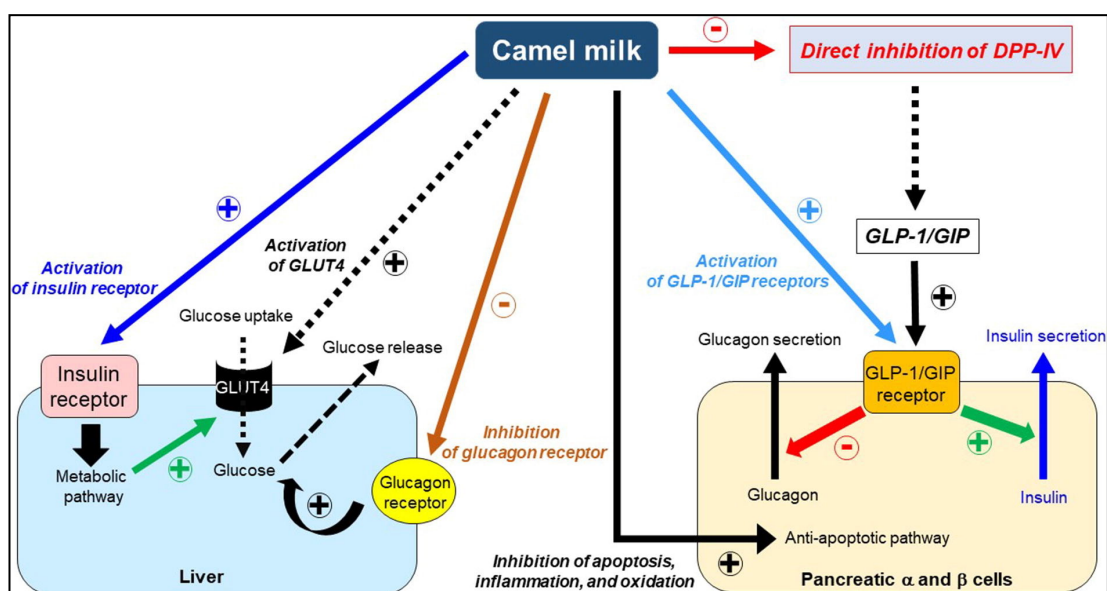 Camel milk
-
Direct inhibition of DPP-IV
+
Activation
of insulin receptor
Activation
of GLUT4
+
-
+
Activation
of GLP-1/GIP receptors
GLP-1/GIP
+
Glucose uptake
Glucose release
Glucagon secretion
Insulin secretion
Insulin
receptor
GLUT4
GLP-1/GIP
receptor
Metabolic
pathway
+
Glucose
+
Inhibition
of glucagon receptor
Glucagon
receptor
-
+
Glucagon
Insulin
Anti-apoptotic pathway
+
Inhibition of apoptosis,
inflammation, and oxidation
Liver
Pancreatic α and β cells